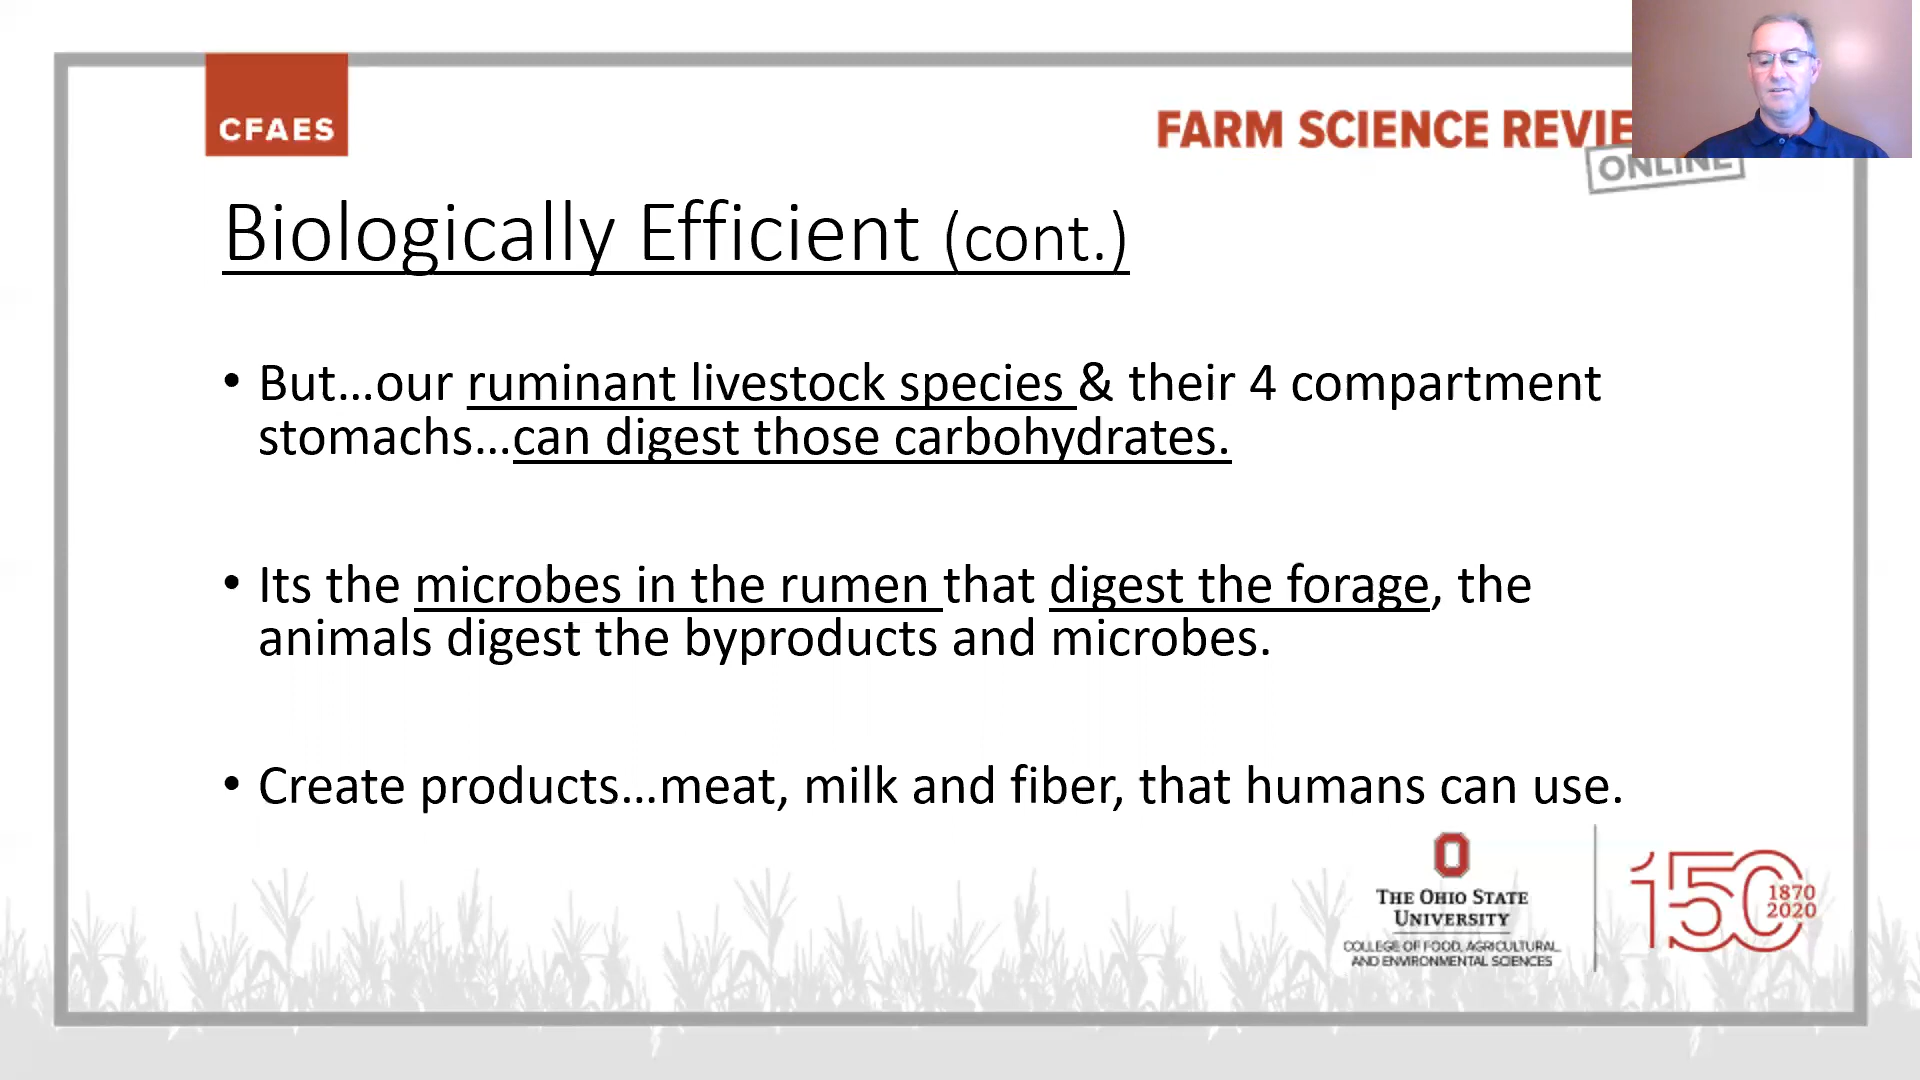 CFAES
FARM SCIENCE REVIE
ONLINE
Biologically Efficient (cont.)
• But…our ruminant livestock species & their 4 compartment
stomachs…can digest those carbohydrates.
• Its the microbes in the rumen that digest the forage, the
animals digest the byproducts and microbes.
• Create products…meat, milk and fiber, that humans can use.
THE OHIO STATE
UNIVERSITY
COLLEGE OF FOOD, AGRICULTURAL,
AND ENVIRONMENTAL SCIENCES
150
1870
2020